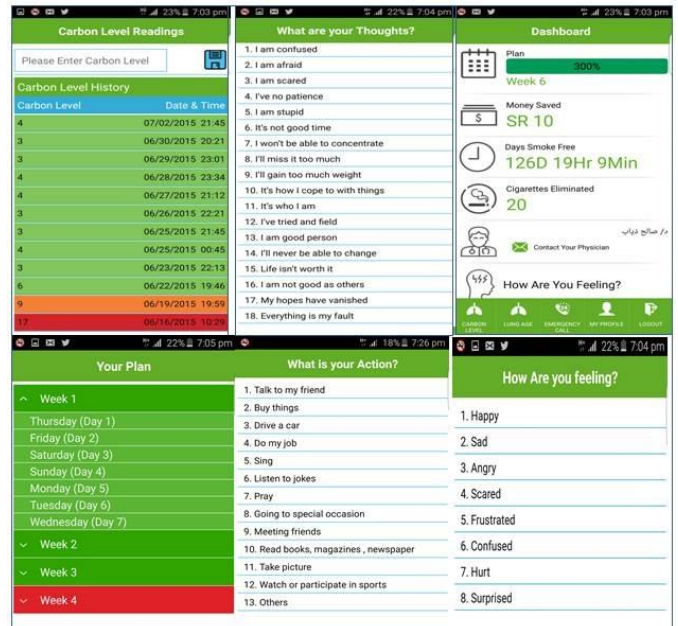 23% 7:03 pm
Carbon Level Readings
Please Enter Carbon Level
Carbon Level History
Carbon Level Date & Time
4 07/02/2015 21:45
3 06/30/2015 20:21
3 06/29/2015 23:01
4 06/28/2015 23:34
4 06/27/2015 21:12
3 06/26/2015 22:21
3 06/25/2015 21:45
4 06/25/2015 00:45
3 06/23/2015 22:13
6 06/22/2015 19:46
9 06/19/2015 19:59
17 06/16/2015 10:29
22% 7:04 pm
What are your Thoughts?
1. I am confused
2. I am afraid
3. I am scared
4. I've no patience
5. I am stupid
6. It's not good time
7. I won't be able to concentrate
8. I'll miss it too much
9. I'll gain too much weight
10. It's how I cope to with things
11. It's who I am
12. I've tried and field
13. I am good person
14. I'll never be able to change
15. Life isn't worth it
16. I am not good as others
17. My hopes have vanished
18. Everything is my fault
23% 7:03 pm
Dashboard
Plan
300%
Week 6
Money Saved
$ SR 10
Days Smoke Free
126D 19Hr 9Min
Cigarettes Eliminated
20
د/ صالح ذياب
Contact Your Physician
How Are You Feeling?
CARBON LEVEL
LUNG AGE
EMERGENCY CALL
MY PROFILE
LOGOUT
22% 7:05 pm
Your Plan
Week 1
Thursday (Day 1)
Friday (Day 2)
Saturday (Day 3)
Sunday (Day 4)
Monday (Day 5)
Tuesday (Day 6)
Wednesday (Day 7)
Week 2
Week 3
Week 4
18% 7:26 pm
What is your Action?
1. Talk to my friend
2. Buy things
3. Drive a car
4. Do my job
5. Sing
6. Listen to jokes
7. Pray
8. Going to special occasion
9. Meeting friends
10. Read books, magazines , newspaper
11. Take picture
12. Watch or participate in sports
13. Others
22% 7:04 pm
How Are you feeling?
1. Happy
2. Sad
3. Angry
4. Scared
5. Frustrated
6. Confused
7. Hurt
8. Surprised